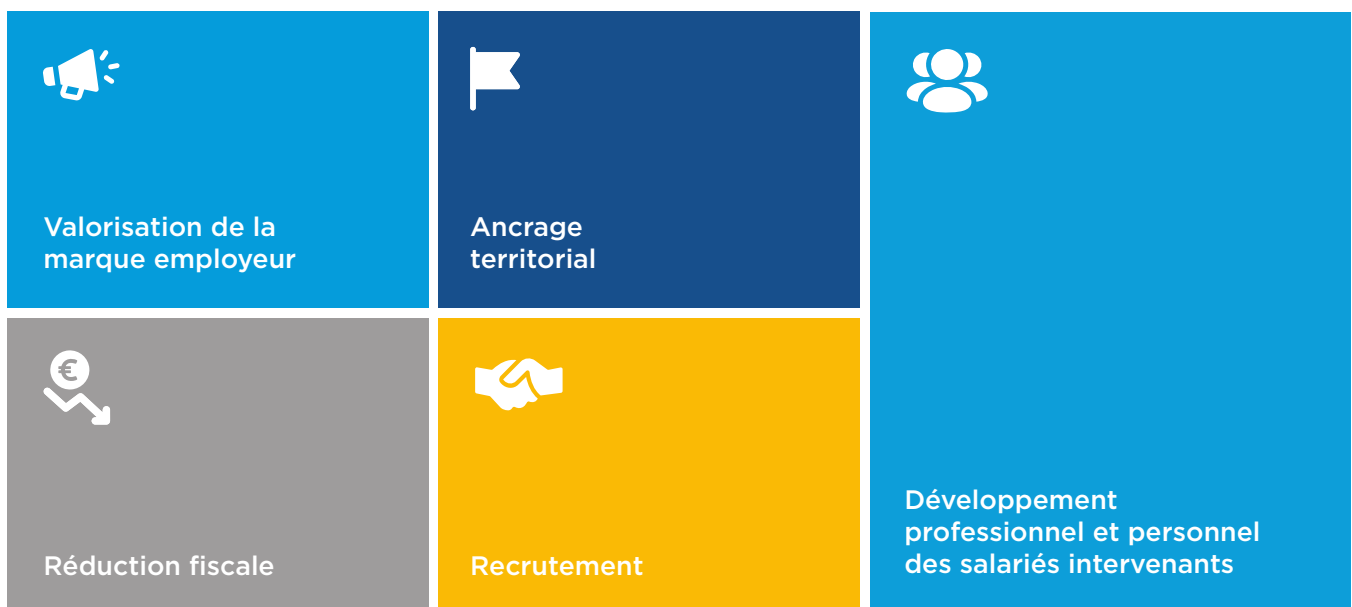 Valorisation de la
marque employeur
Ancrage
territorial
Développement
professionnel et personnel
des salariés intervenants
€
Réduction fiscale
Recrutement